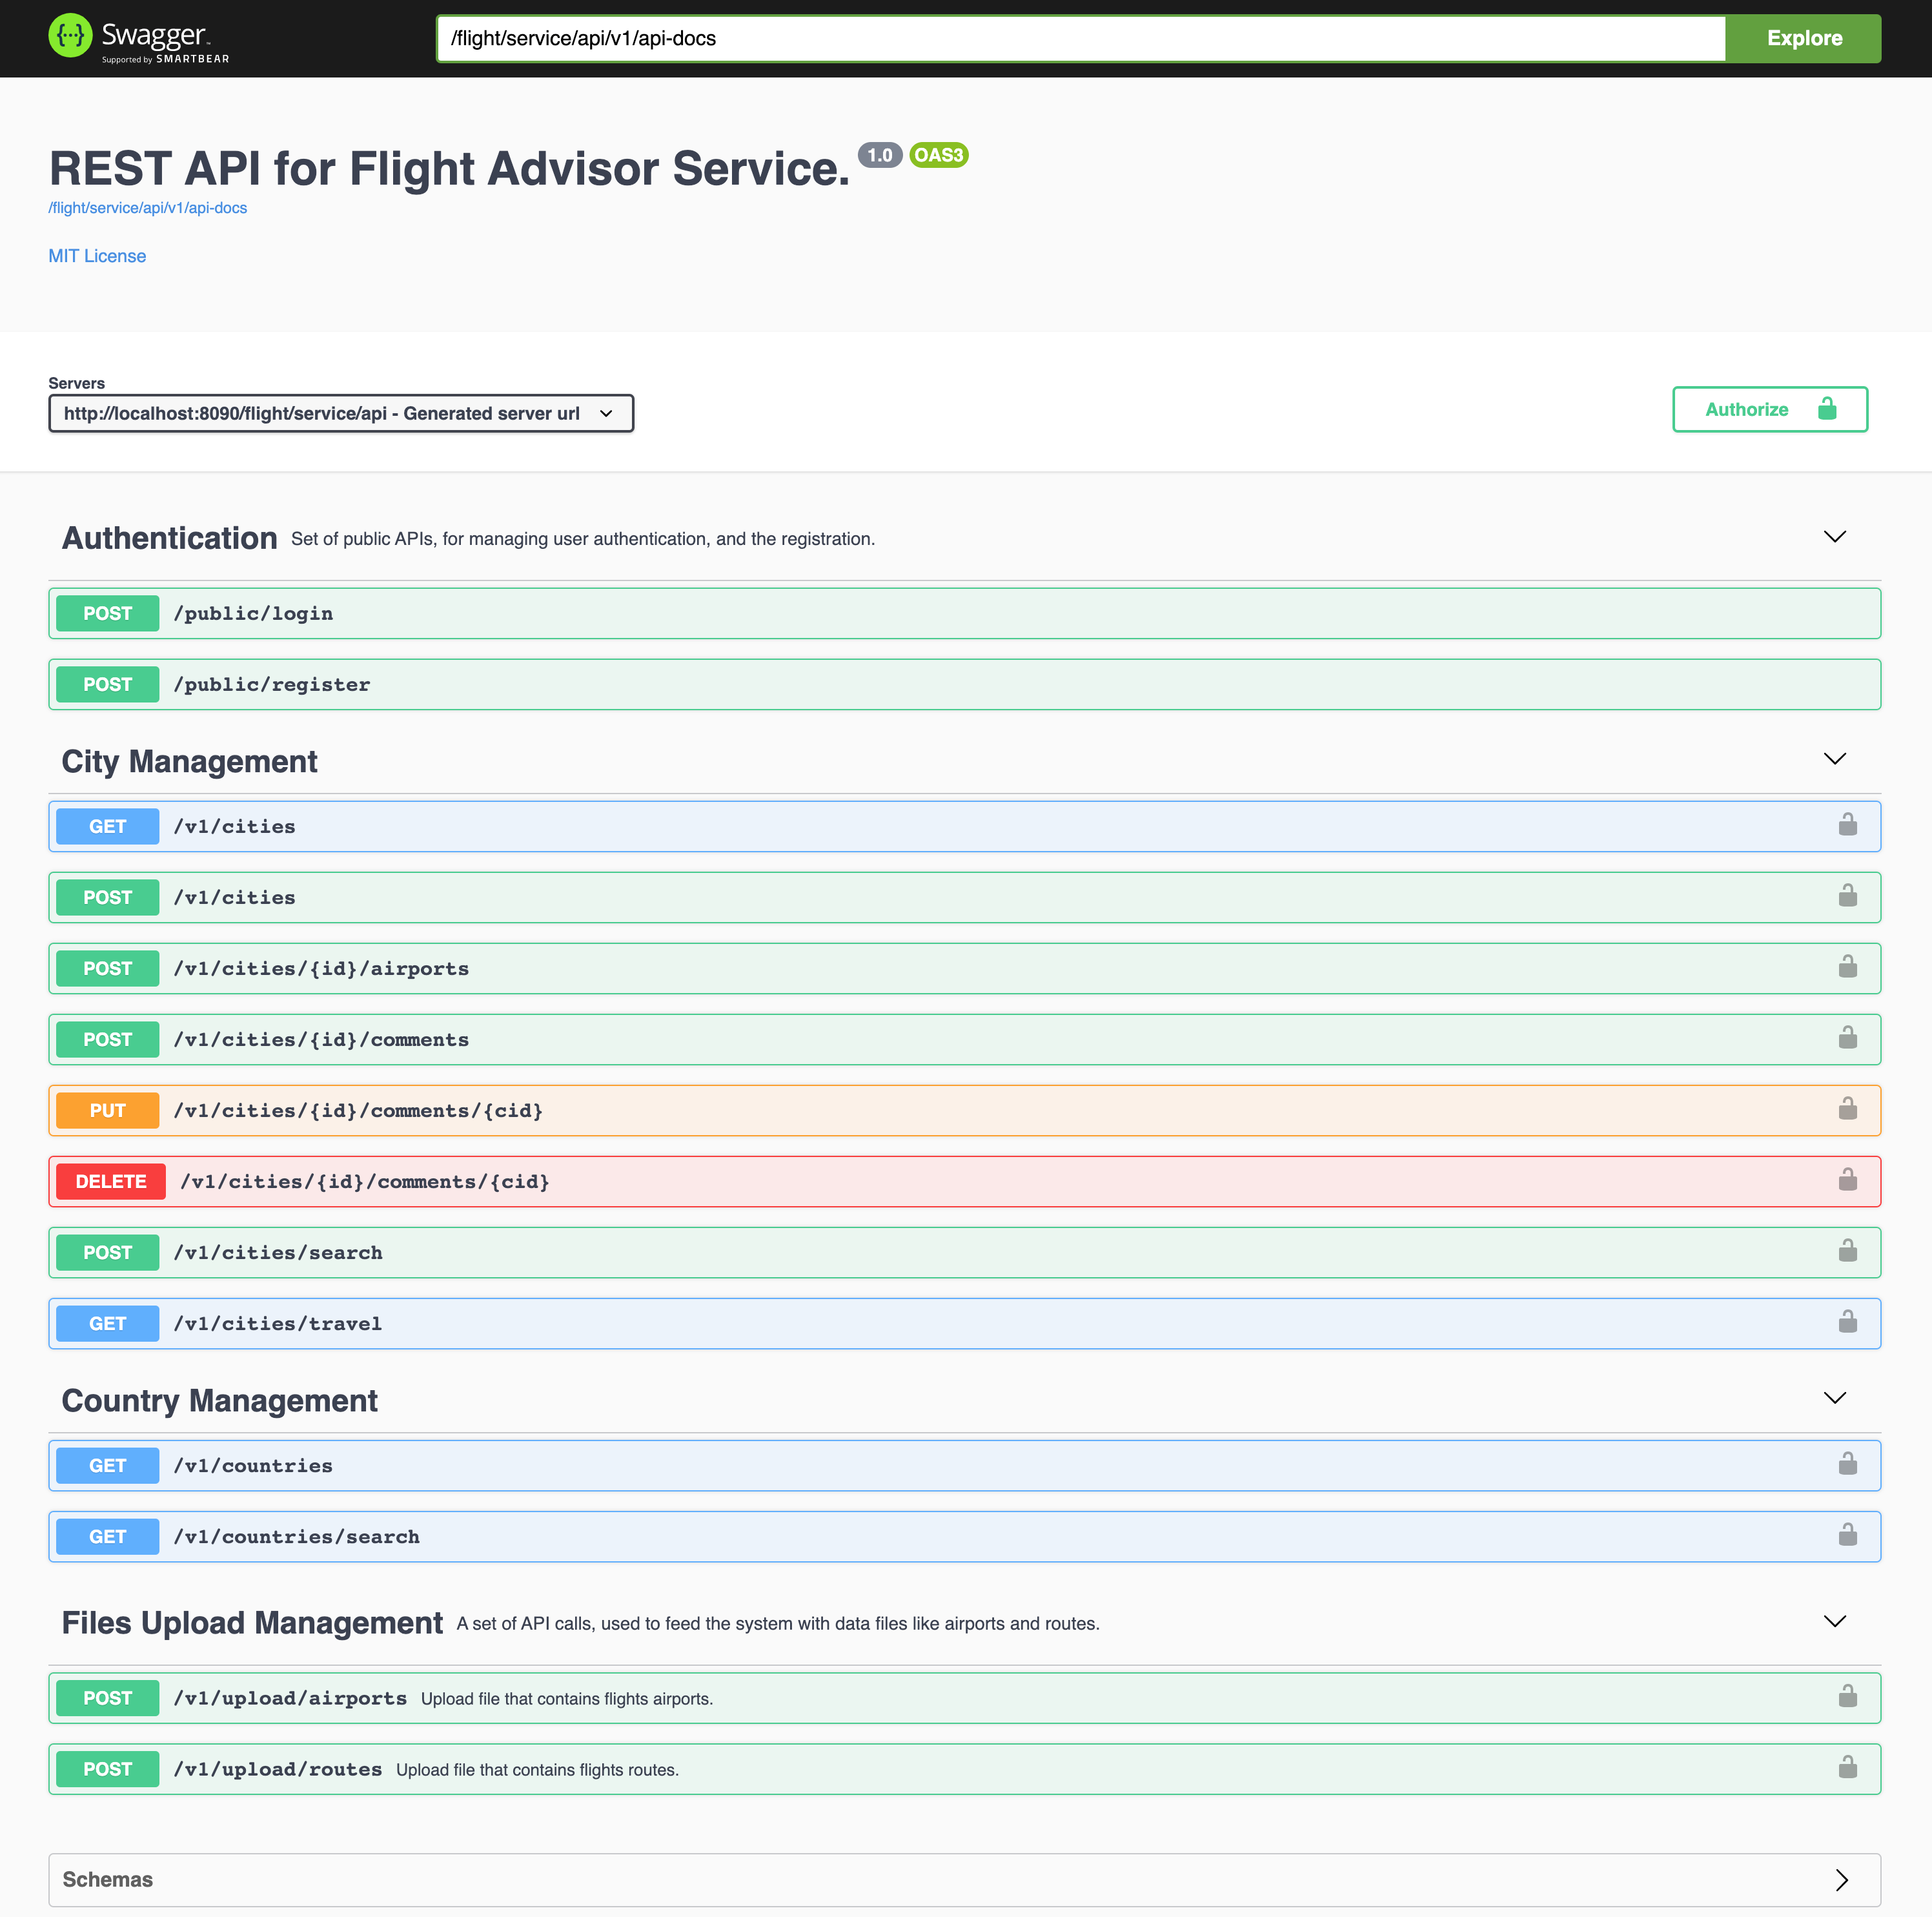 Swagger™
Supported by SMARTBEAR
/flight/service/api/v1/api-docs
Explore
REST API for Flight Advisor Service. 1.0 OAS3
/flight/service/api/v1/api-docs
MIT License
Servers
http://localhost:8090/flight/service/api - Generated server url
Authorize
Authentication Set of public APIs, for managing user authentication, and the registration.
POST /public/login
POST /public/register
City Management
GET /v1/cities
POST /v1/cities
POST /v1/cities/{id}/airports
POST /v1/cities/{id}/comments
PUT /v1/cities/{id}/comments/{cid}
DELETE /v1/cities/{id}/comments/{cid}
POST /v1/cities/search
GET /v1/cities/travel
Country Management
GET /v1/countries
GET /v1/countries/search
Files Upload Management A set of API calls, used to feed the system with data files like airports and routes.
POST /v1/upload/airports Upload file that contains flights airports.
POST /v1/upload/routes Upload file that contains flights routes.
Schemas